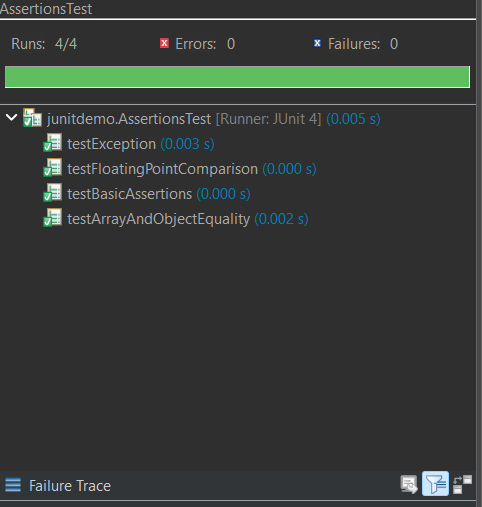 AssertionsTest
Runs: 4/4 Errors: 0 Failures: 0
junitdemo.AssertionsTest [Runner: JUnit 4] (0.005 s)
testException (0.003 s)
testFloatingPointComparison (0.000 s)
testBasicAssertions (0.000 s)
testArrayAndObjectEquality (0.002 s)
Failure Trace